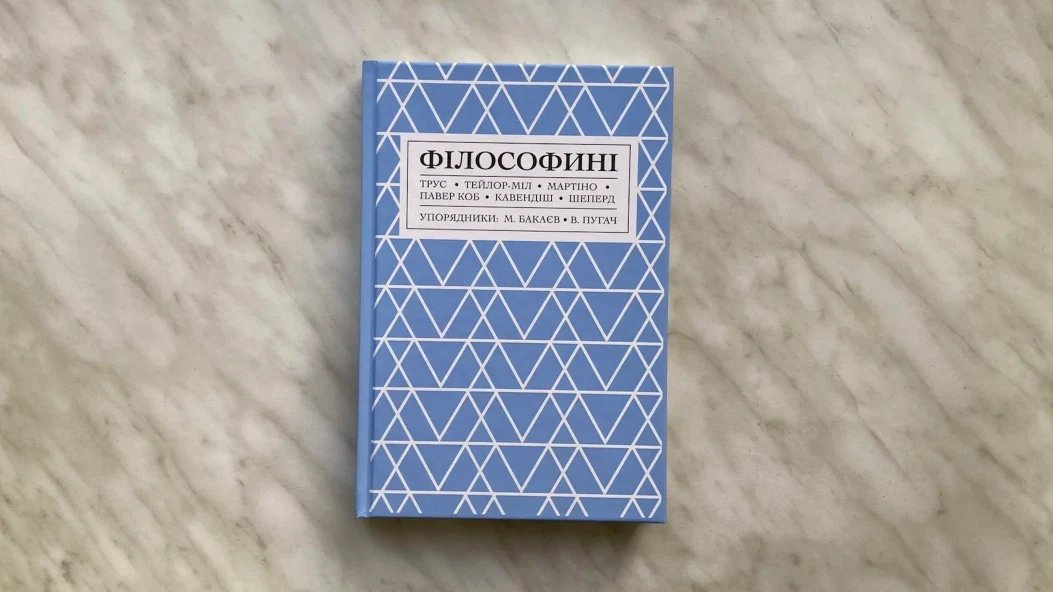 ФІЛОСОФИНІ
ТРУС • ТЕЙЛОР-МІЛ • МАРТІНО •
ПАВЕР КОБ • КАВЕНДІШ • ШЕПЕРД
УПОРЯДНИКИ: М. БАКАЄВ • В. ПУГАЧ